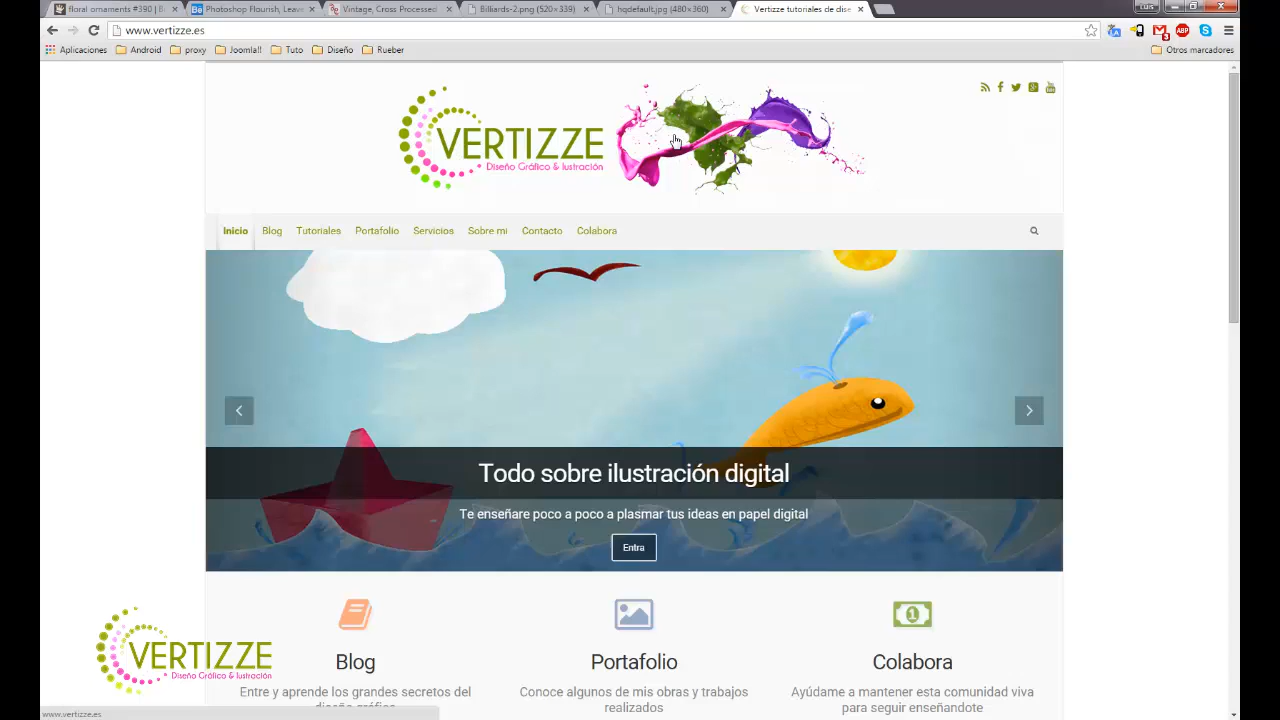 floral ornaments #390 | B
Photoshop Flourish, Leave
Vintage, Cross Processed
Billiards-2.png (520×339)
hqdefault.jpg (480×360)
Vertizze tutoriales de dise
Luis
www.vertizze.es
Aplicaciones
Android
proxy
Joomla!!
Tuto
Diseño
Rueber
Otros marcadores
VERTIZZE
Diseño Gráfico & Ilustración
Inicio
Blog
Tutoriales
Portafolio
Servicios
Sobre mi
Contacto
Colabora
Todo sobre ilustración digital
Te enseñare poco a poco a plasmar tus ideas en papel digital
Entra
Blog
Portafolio
Colabora
Entre y aprende los grandes secretos del
diseño gráfico
Conoce algunos de mis obras y trabajos
realizados
Ayúdame a mantener esta comunidad viva
para seguir enseñandote
VERTIZZE
Diseño Gráfico & Ilustración
www.vertizze.es